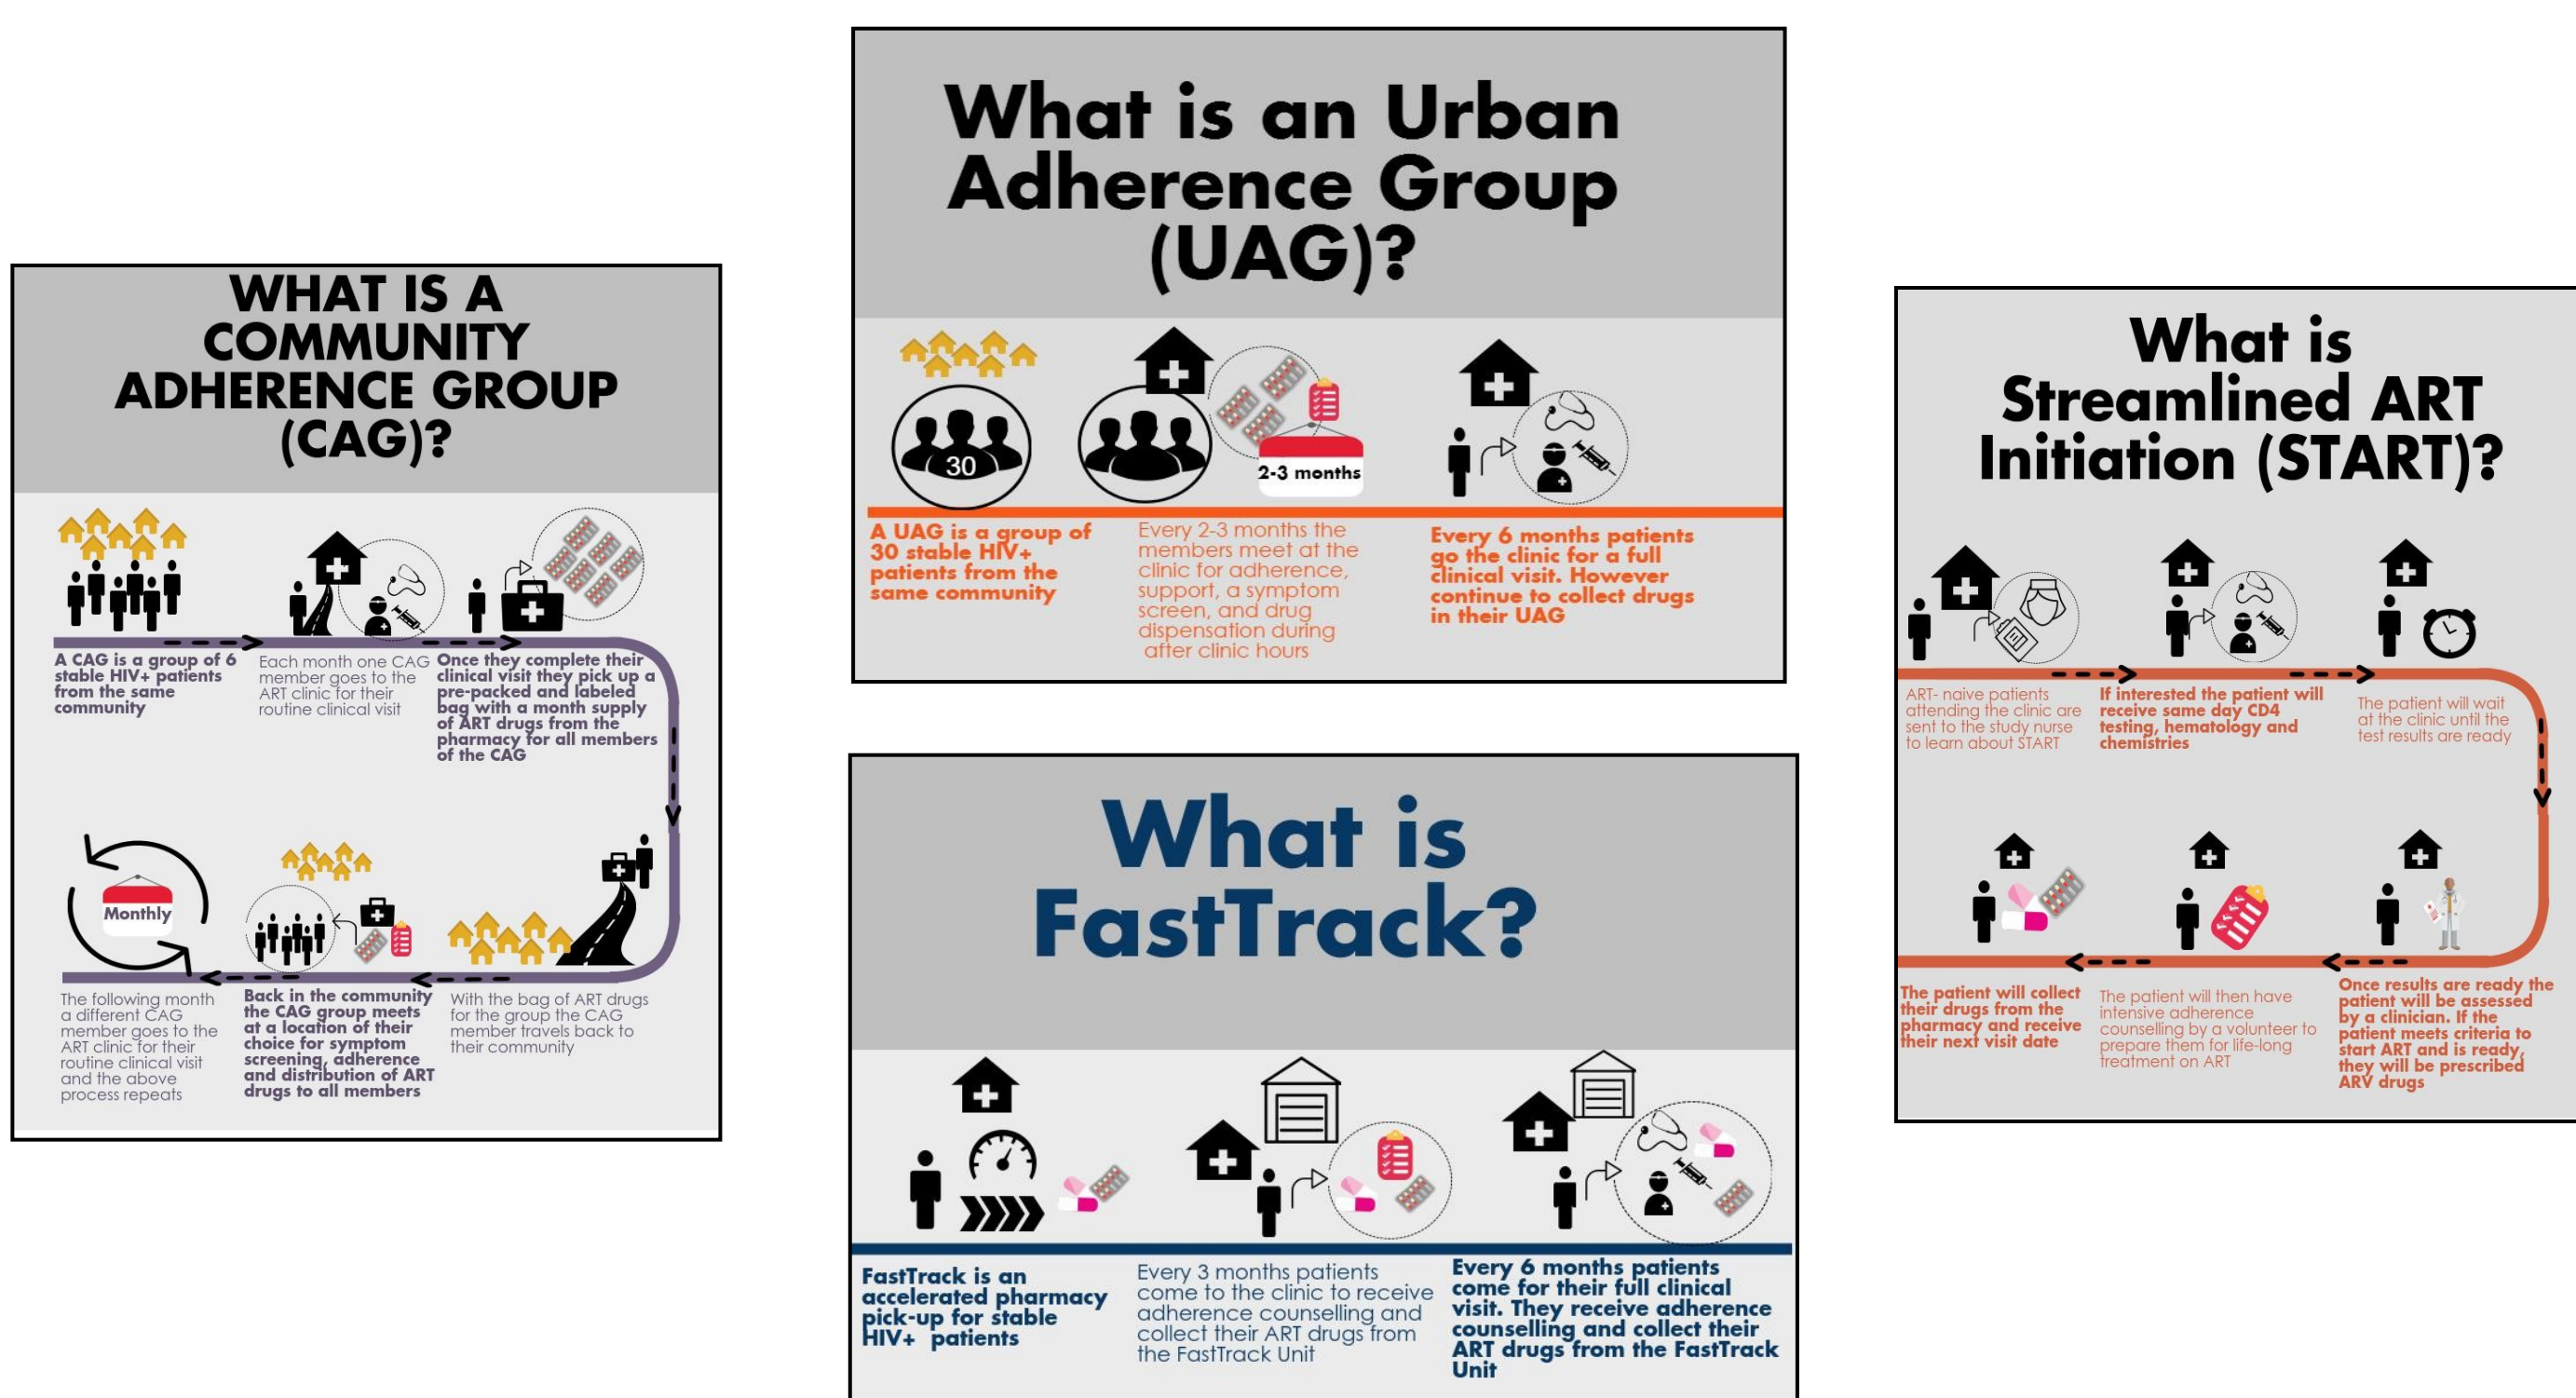 WHAT IS A
COMMUNITY
ADHERENCE GROUP
(CAG)?
A CAG is a group of 6
stable HIV+ patients
from the same
community
Each month one CAG
member goes to the
ART clinic for their
routine clinical visit
Once they complete their
clinical visit they pick up a
pre-packed and labeled
bag with a month supply
of ART drugs from the
pharmacy for all members
of the CAG
Monthly
The following month
a different CAG
member goes to the
ART clinic for their
routine clinical visit
and the above
process repeats
Back in the community
the CAG group meets
at a location of their
choice for symptom
screening, adherence
and distribution of ART
drugs to all members
With the bag of ART drugs
for the group the CAG
member travels back to
their community
What is an Urban
Adherence Group
(UAG)?
30
2-3 months
A UAG is a group of
30 stable HIV+
patients from the
same community
Every 2-3 months the
members meet at the
clinic for adherence,
support, a symptom
screen, and drug
dispensation during
after clinic hours
Every 6 months patients
go the clinic for a full
clinical visit. However
continue to collect drugs
in their UAG
What is
FastTrack?
FastTrack is an
accelerated pharmacy
pick-up for stable
HIV+ patients
Every 3 months patients
come to the clinic to receive
adherence counselling and
collect their ART drugs from
the FastTrack Unit
Every 6 months patients
come for their full clinical
visit. They receive adherence
counselling and collect their
ART drugs from the FastTrack
Unit
What is
Streamlined ART
Initiation (START)?
ART- naive patients
attending the clinic are
sent to the study nurse
to learn about START
If interested the patient will
receive same day CD4
testing, hematology and
chemistries
The patient will wait
at the clinic until the
test results are ready
The patient will collect
their drugs from the
pharmacy and receive
their next visit date
The patient will then have
intensive adherence
counselling by a volunteer to
prepare them for life-long
treatment on ART
Once results are ready the
patient will be assessed
by a clinician. If the
patient meets criteria to
start ART and is ready,
they will be prescribed
ARV drugs